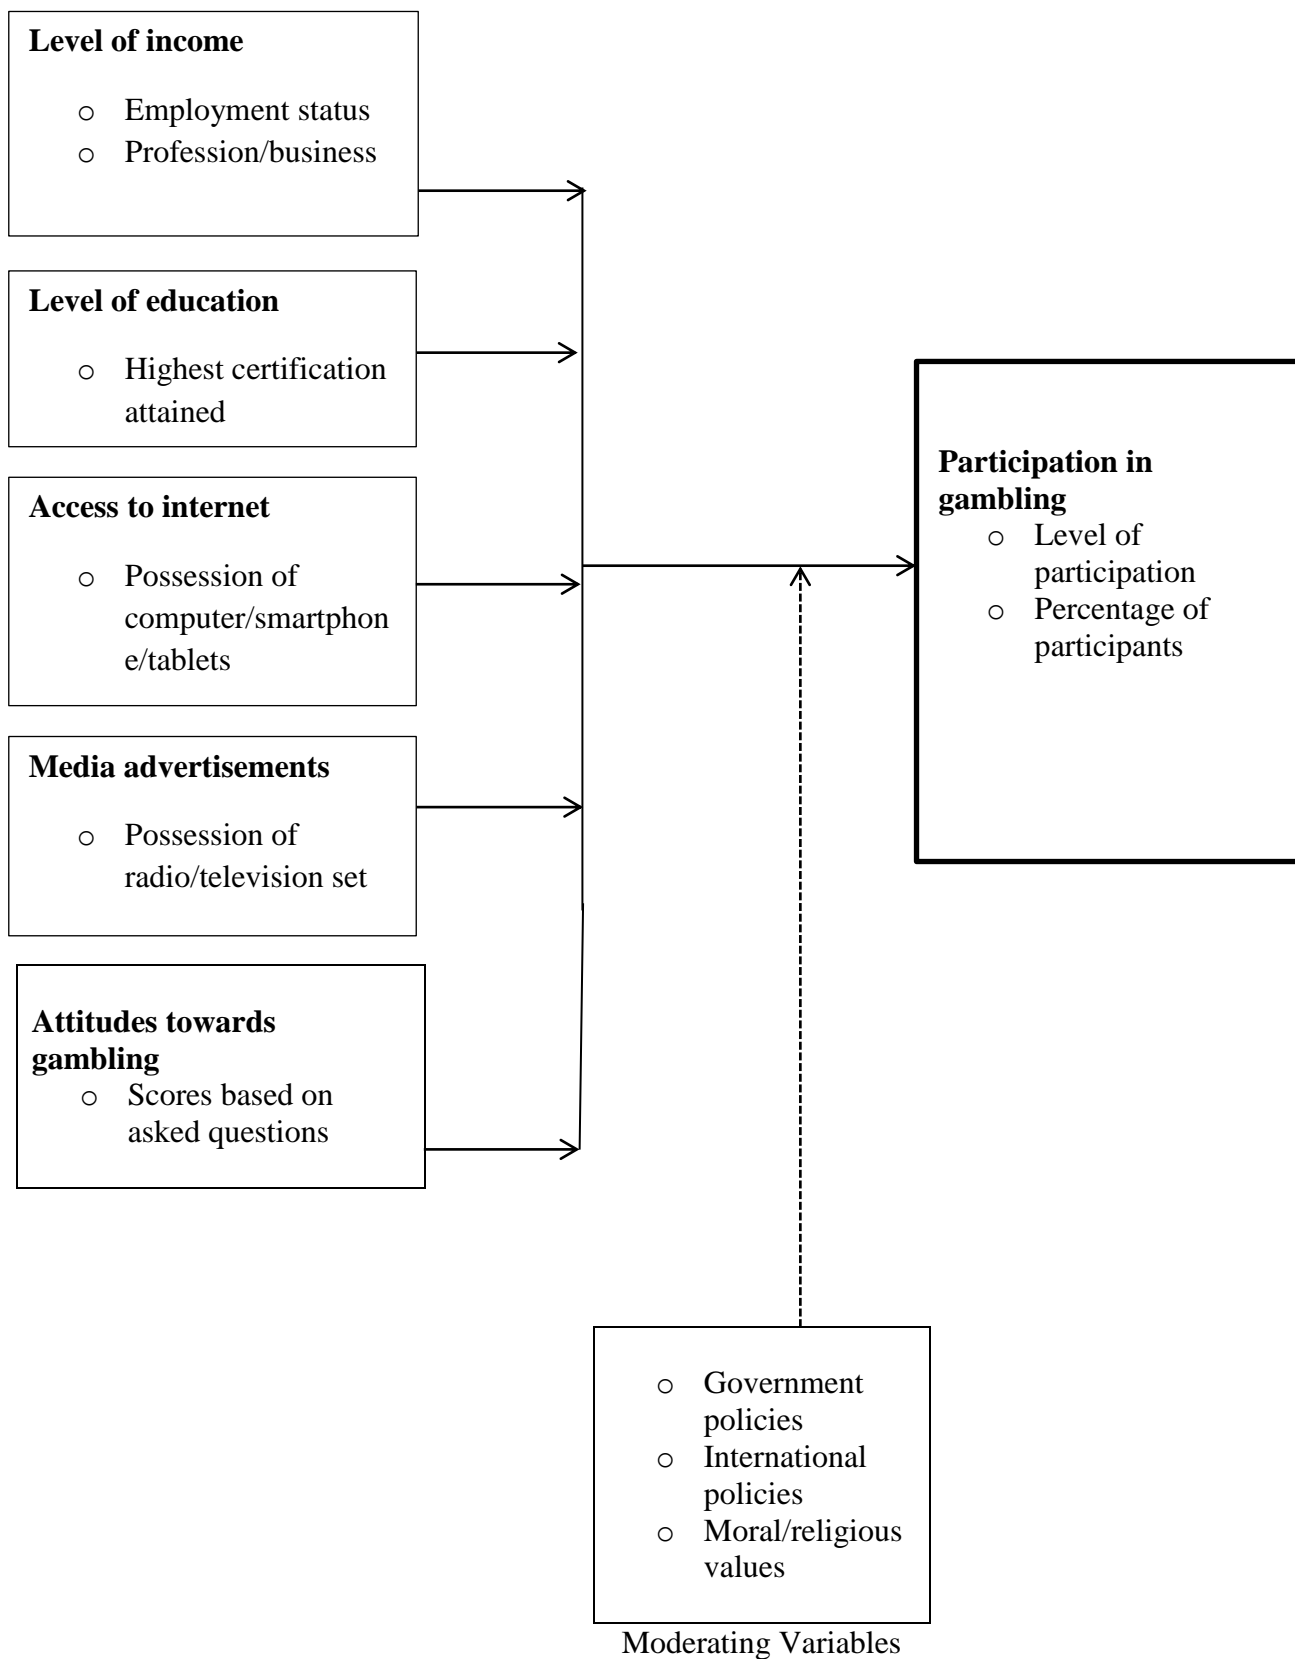 Level of income
o Employment status
o Profession/business
Level of education
o Highest certification
attained
Access to internet
o Possession of
computer/smartphon
e/tablets
Media advertisements
o Possession of
radio/television set
Attitudes towards
gambling
o Scores based on
asked questions
Participation in
gambling
o Level of
participation
o Percentage of
participants
o Government
policies
o International
policies
o Moral/religious
values
Moderating Variables